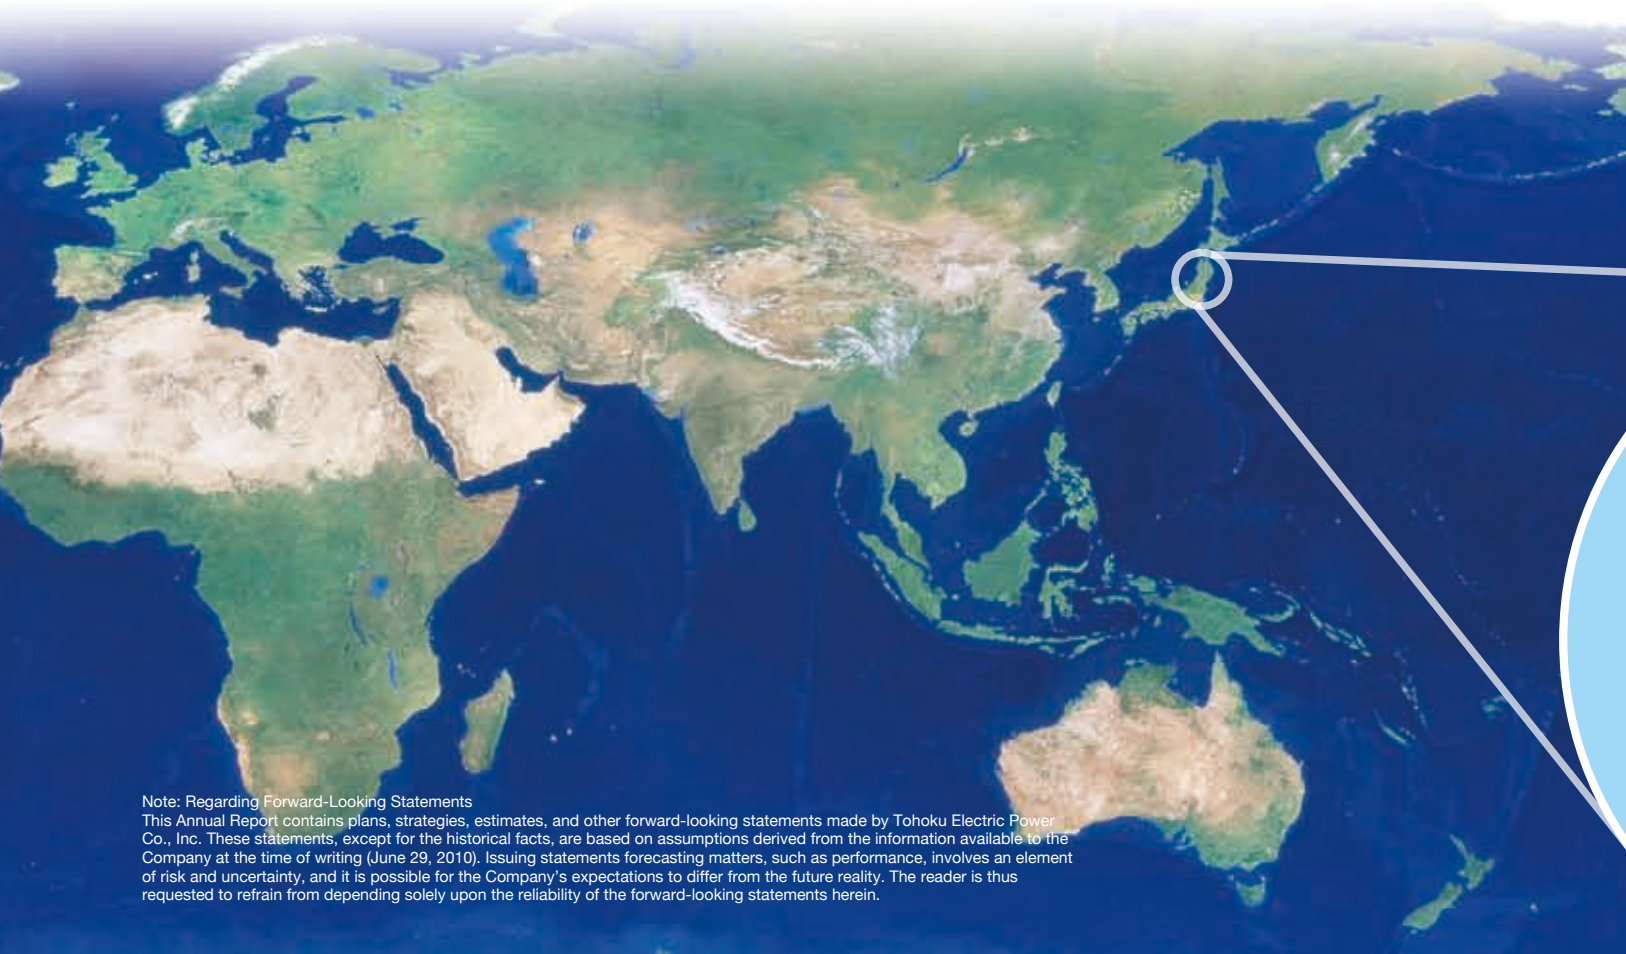 Note: Regarding Forward-Looking Statements
This Annual Report contains plans, strategies, estimates, and other forward-looking statements made by Tohoku Electric Power
Co., Inc. These statements, except for the historical facts, are based on assumptions derived from the information available to the
Company at the time of writing (June 29, 2010). Issuing statements forecasting matters, such as performance, involves an element
of risk and uncertainty, and it is possible for the Company’s expectations to differ from the future reality. The reader is thus
requested to refrain from depending solely upon the reliability of the forward-looking statements herein.